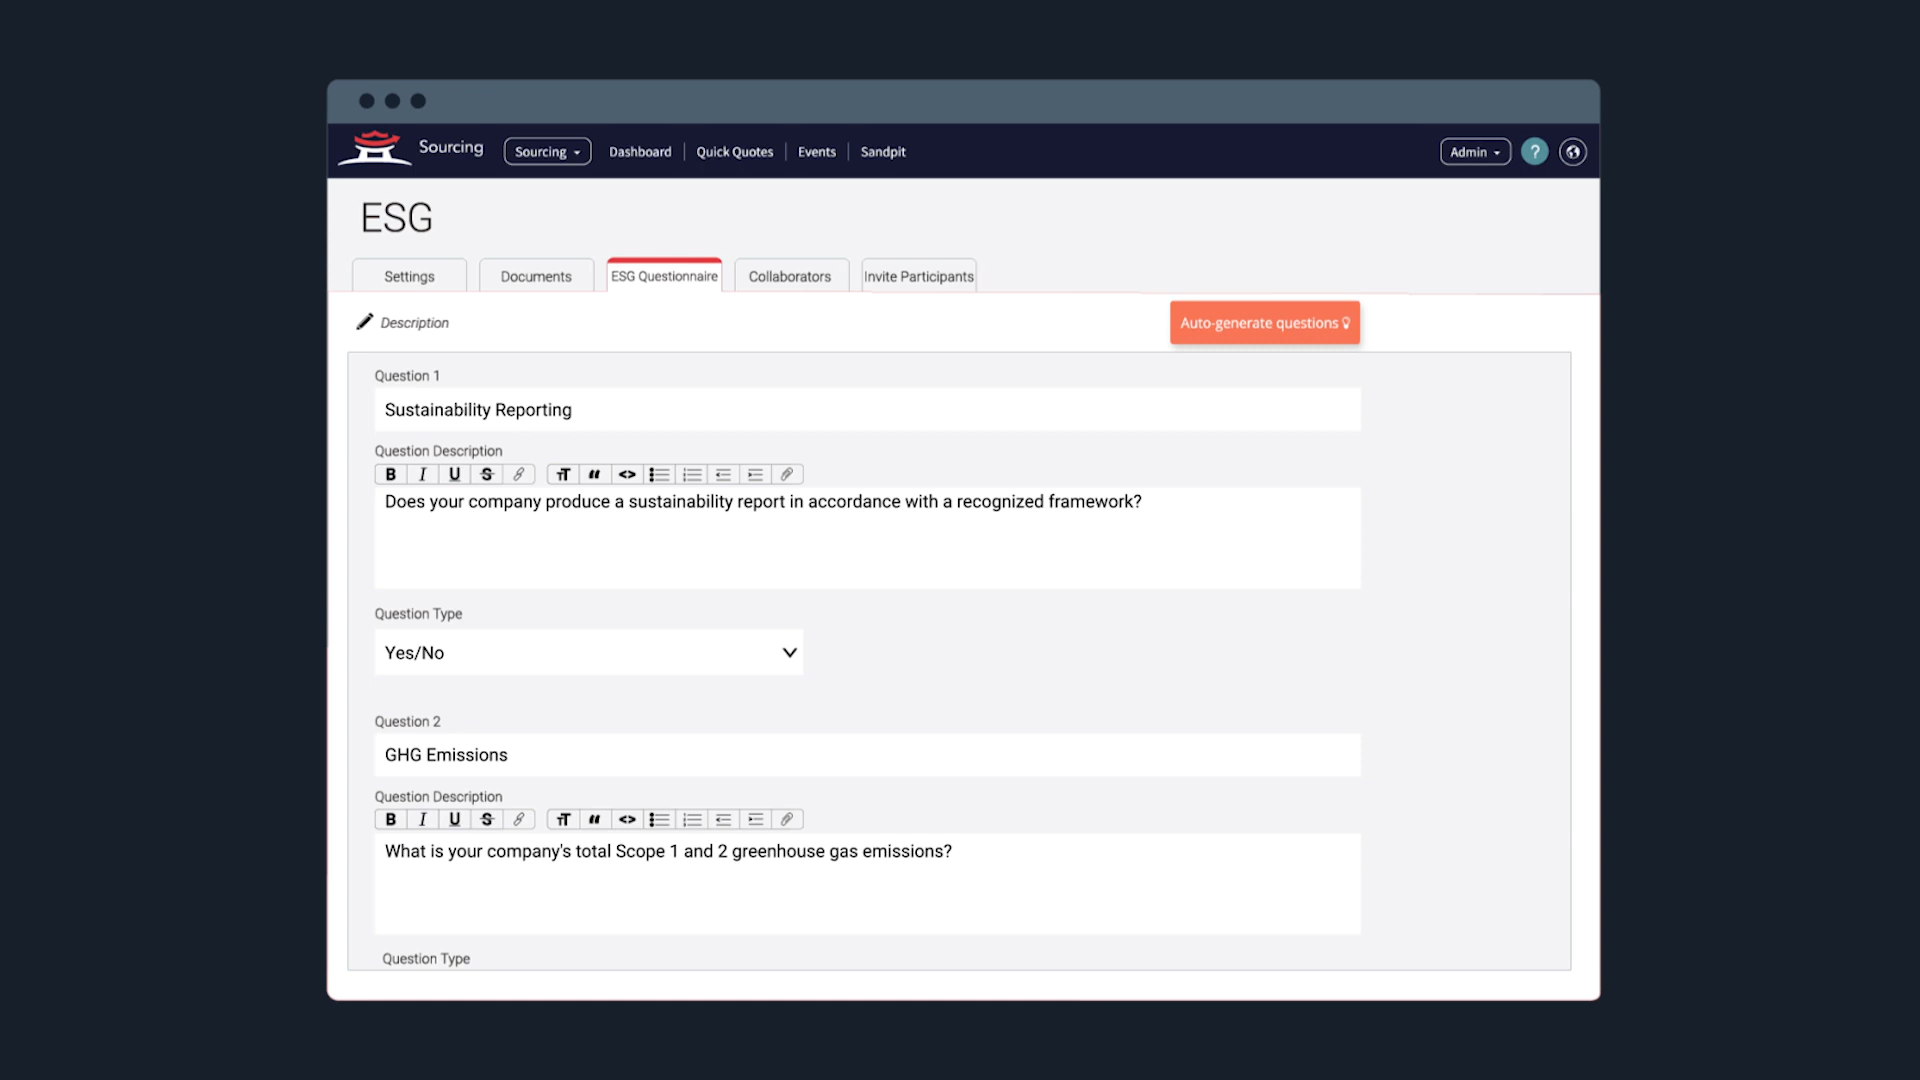 Sourcing
Sourcing
Dashboard
Quick Quotes
Events
Sandpit
Admin
?
ESG
Settings
Documents
ESG Questionnaire
Collaborators
Invite Participants
Description
Auto-generate questions
Question 1
Sustainability Reporting
Question Description
B I U S T " <>
Does your company produce a sustainability report in accordance with a recognized framework?
Question Type
Yes/No
Question 2
GHG Emissions
Question Description
B I U S T " <>
What is your company's total Scope 1 and 2 greenhouse gas emissions?
Question Type